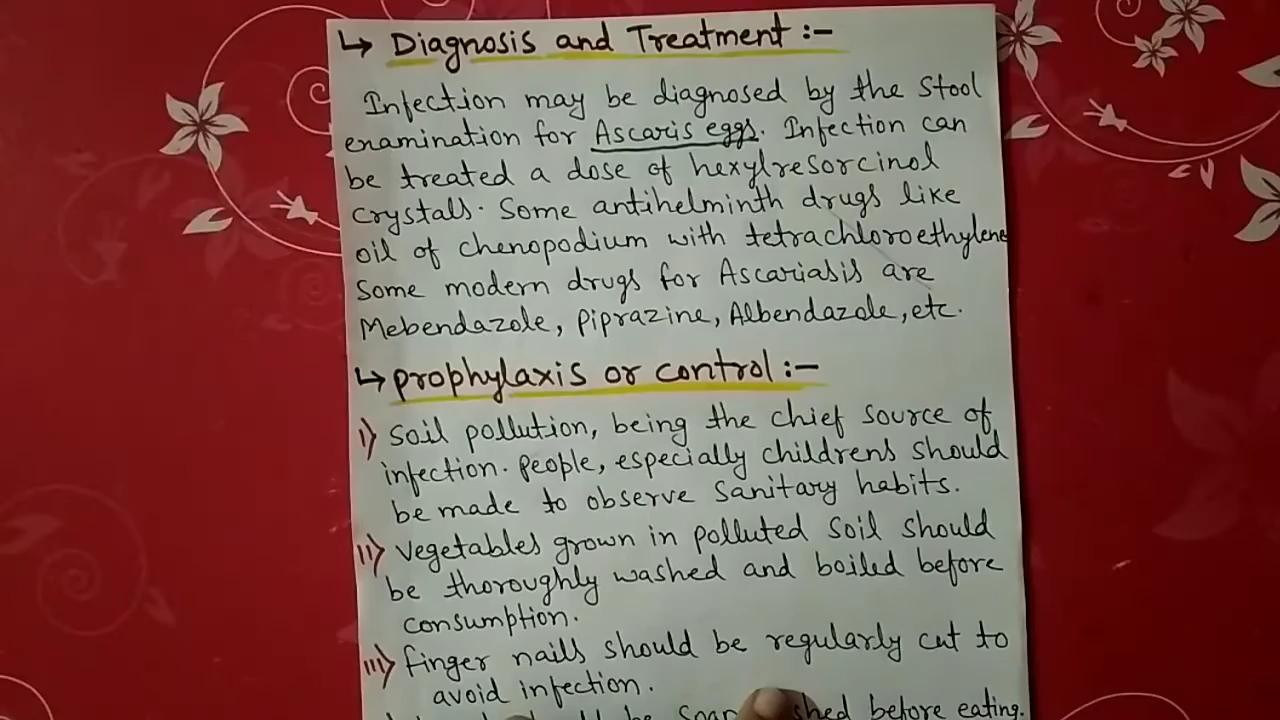 ↳ Diagnosis and Treatment :-
Infection may be diagnosed by the stool
examination for Ascaris eggs. Infection can
be treated a dose of hexylresorcinol
crystals. Some antihelminth drugs like
oil of chenopodium with tetrachloroethylene
Some modern drugs for Ascariasis are
Mebendazole, Piprazine, Albendazole, etc.
↳ prophylaxis or control :-
i) Soil pollution, being the chief source of
infection. People, especially childrens should
be made to observe sanitary habits.
ii) Vegetables grown in polluted soil should
be thoroughly washed and boiled before
consumption.
iii) Finger nails should be regularly cut to
avoid infection.
be before eating.